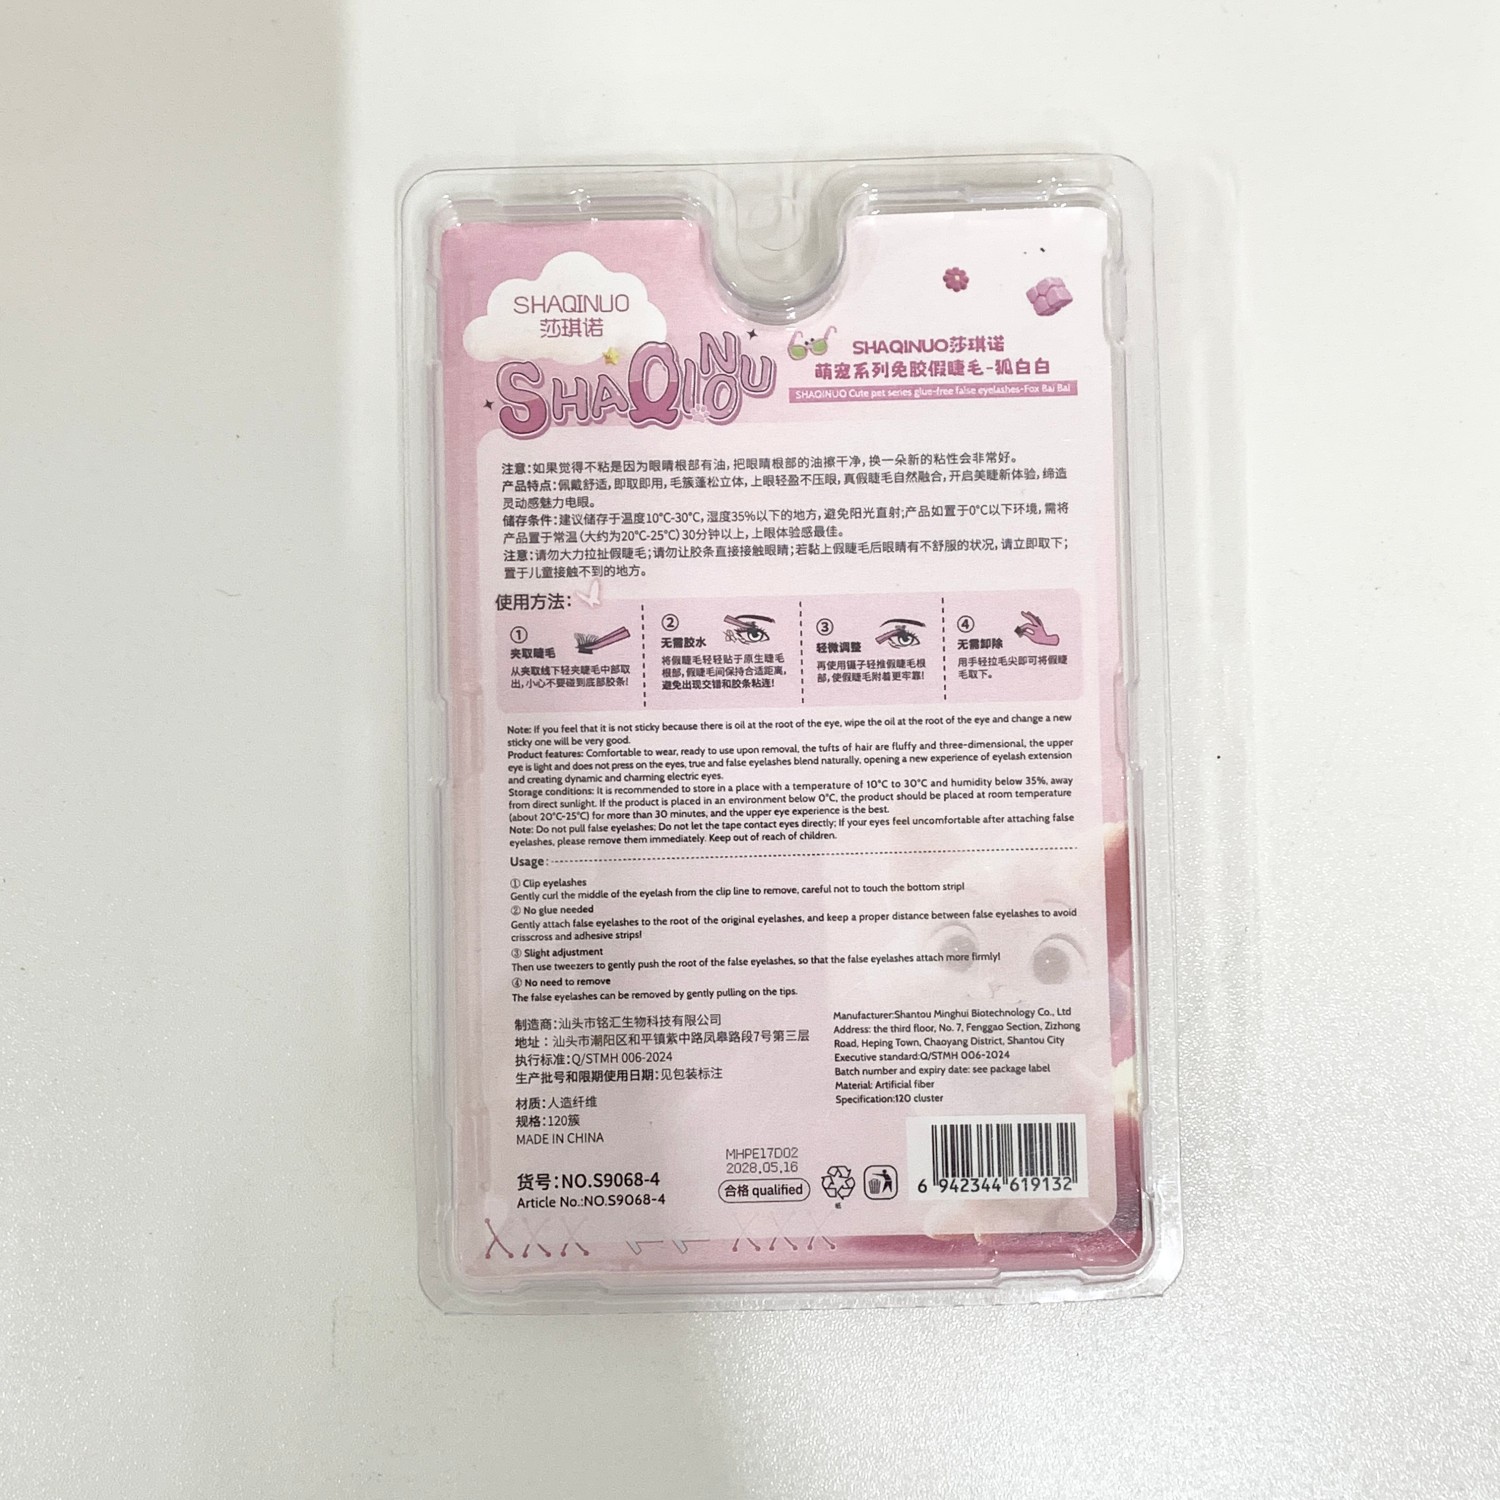 SHAQINUO
莎琪诺
SHAQINUO
SHAQINUO莎琪诺
萌宠系列免胶假睫毛-狐白白
SHAQINUO Cute pet series glue-free false eyelashes-Fox Bai Bai
注意：如果觉得不粘是因为眼睛根部有油，把眼睛根部的油擦干净，换一朵新的粘性会非常好。
产品特点：佩戴舒适，即取即用，毛簇蓬松立体，上眼轻盈不压眼，真假睫毛自然融合，开启美睫新体验，缔造
灵动感魅力电眼。
储存条件：建议储存于温度10°C-30°C，湿度35%以下的地方，避免阳光直射；产品如置于0°C以下环境，需将
产品置于常温（大约为20°C-25°C）30分钟以上，上眼体验感最佳。
注意：请勿大力拉扯假睫毛；请勿让胶条直接接触眼睛；若黏上假睫毛后眼睛有不舒服的状况，请立即取下；
置于儿童接触不到的地方。
使用方法：
①
夹取睫毛
从夹取线下轻夹睫毛中部取
出，小心不要碰到底部胶条！
②
无需胶水
将假睫毛轻轻贴于原生睫毛
根部，假睫毛间保持合适距离，
避免出现交错和胶条粘连！
③
轻微调整
再使用镊子轻推假睫毛根
部，使假睫毛附着更牢靠！
④
无需卸除
用手轻拉毛尖即可将假睫
毛取下。
Note: If you feel that it is not sticky because there is oil at the root of the eye, wipe the oil at the root of the eye and change a new
sticky one will be very good.
Product features: Comfortable to wear, ready to use upon removal, the tufts of hair are fluffy and three-dimensional, the upper
eye is light and does not press on the eyes, true and false eyelashes blend naturally, opening a new experience of eyelash extension
and creating dynamic and charming electric eyes.
Storage conditions: It is recommended to store in a place with a temperature of 10°C to 30°C and humidity below 35%, away
from direct sunlight. If the product is placed in an environment below 0°C, the product should be placed at room temperature
(about 20°C-25°C) for more than 30 minutes, and the upper eye experience is the best.
Note: Do not pull false eyelashes; Do not let the tape contact eyes directly; If your eyes feel uncomfortable after attaching false
eyelashes, please remove them immediately. Keep out of reach of children.
Usage:
① Clip eyelashes
Gently curl the middle of the eyelash from the clip line to remove, careful not to touch the bottom strip!
② No glue needed
Gently attach false eyelashes to the root of the original eyelashes, and keep a proper distance between false eyelashes to avoid
crisscross and adhesive strips!
③ Slight adjustment
Then use tweezers to gently push the root of the false eyelashes, so that the false eyelashes attach more firmly!
④ No need to remove
The false eyelashes can be removed by gently pulling on the tips.
制造商：汕头市铭汇生物科技有限公司
地址：汕头市潮阳区和平镇紫中路凤皋路段7号第三层
执行标准：Q/STMH 006-2024
生产批号和限期使用日期：见包装标注
材质：人造纤维
规格：120簇
MADE IN CHINA
货号：NO.S9068-4
Article No.:NO.S9068-4
Manufacturer:Shantou Minghui Biotechnology Co., Ltd
Address: the third floor, No. 7, Fenggao Section, Zizhong
Road, Heping Town, Chaoyang District, Shantou City
Executive standard:Q/STMH 006-2024
Batch number and expiry date: see package label
Material: Artificial fiber
Specification:120 cluster
MHPE17D02
2028.05.16
合格 qualified
纸
6 942344 619132